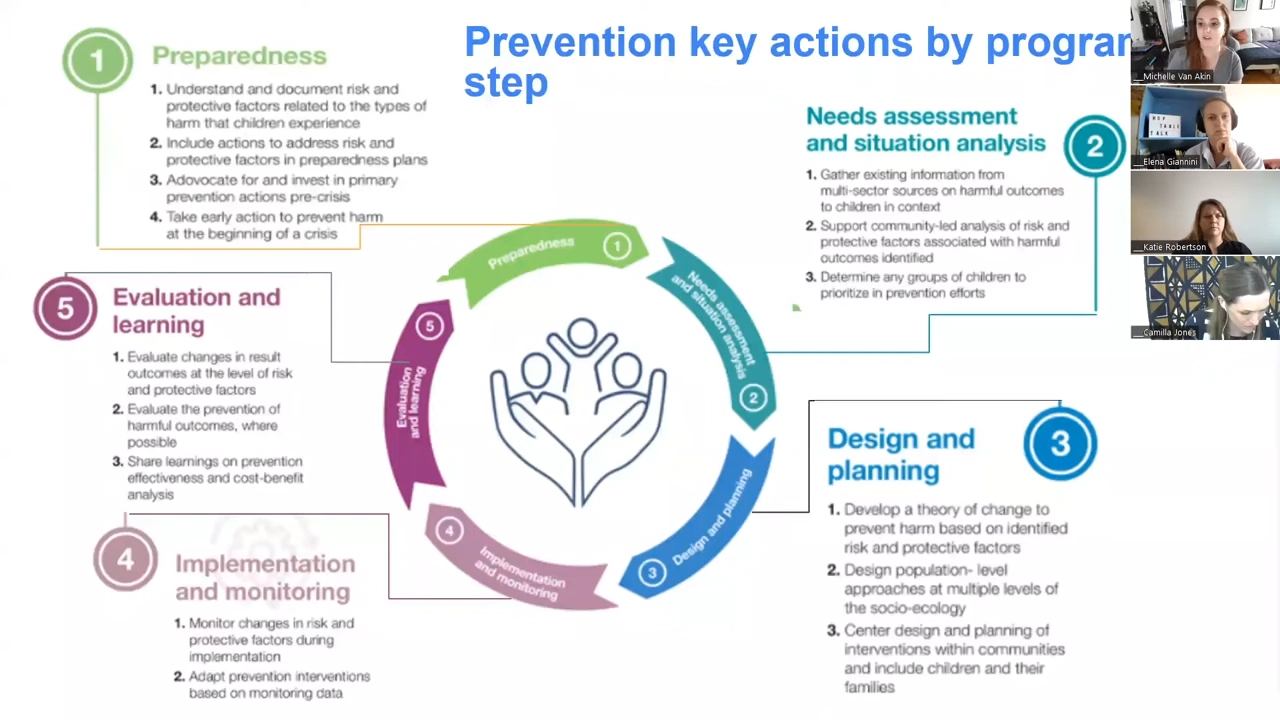 Prevention key actions by program
step
1
Preparedness
1. Understand and document risk and
protective factors related to the types of
harm that children experience
2. Include actions to address risk and
protective factors in preparedness plans
3. Adovocate for and invest in primary
prevention actions pre-crisis
4. Take early action to prevent harm
at the beginning of a crisis
Needs assessment
and situation analysis
2
1. Gather existing information from
multi-sector sources on harmful outcomes
to children in context
2. Support community-led analysis of risk and
protective factors associated with harmful
outcomes identified
3. Determine any groups of children to
prioritize in prevention efforts
Design and
planning
3
1. Develop a theory of change to
prevent harm based on identified
risk and protective factors
2. Design population- level
approaches at multiple levels of
the socio-ecology
3. Center design and planning of
interventions within communities
and include children and their
families
4
Implementation
and monitoring
1. Monitor changes in risk and
protective factors during
implementation
2. Adapt prevention interventions
based on monitoring data
5
Evaluation and
learning
1. Evaluate changes in result
outcomes at the level of risk
and protective factors
2. Evaluate the prevention of
harmful outcomes, where
possible
3. Share learnings on prevention
effectiveness and cost-benefit
analysis
Preparedness
1
Needs assessment
and situation analysis
2
Design and planning
3
Implementation
and monitoring
4
Evaluation
and learning
5
__Michelle Van Akin
TABLE
TALK
__Elena Giannini
Katie Robertson
__Camilla Jones